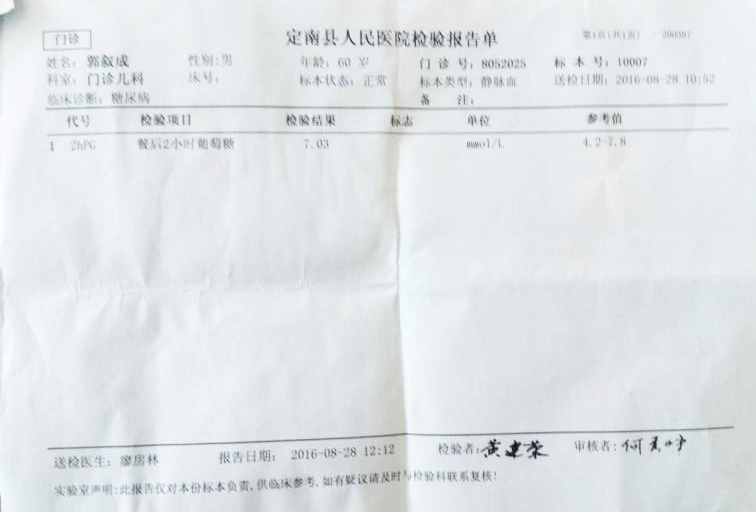 定南县人民医院检验报告单
门诊 第1页(共1页)
姓名: 郭叙成 性别: 男 年龄: 60 岁 门 诊 号: 8052025 标 本 号: 10007
科室: 门诊儿科 床号: 标本状态: 正常 标本类型: 静脉血 送检日期: 2016-08-28 10:52
临床诊断: 糖尿病 备 注:
代号 检验项目 检验结果 标志 单位 参考值
1 2hPG 餐后2小时葡萄糖 7.03 mmol/L 4.2-7.8
送检医生: 廖房林 报告日期: 2016-08-28 12:12 检验者: 黄建荣 审核者: 何
实验室声明:此报告仅对本份标本负责,供临床参考,如有疑议请及时与检验科联系复核!